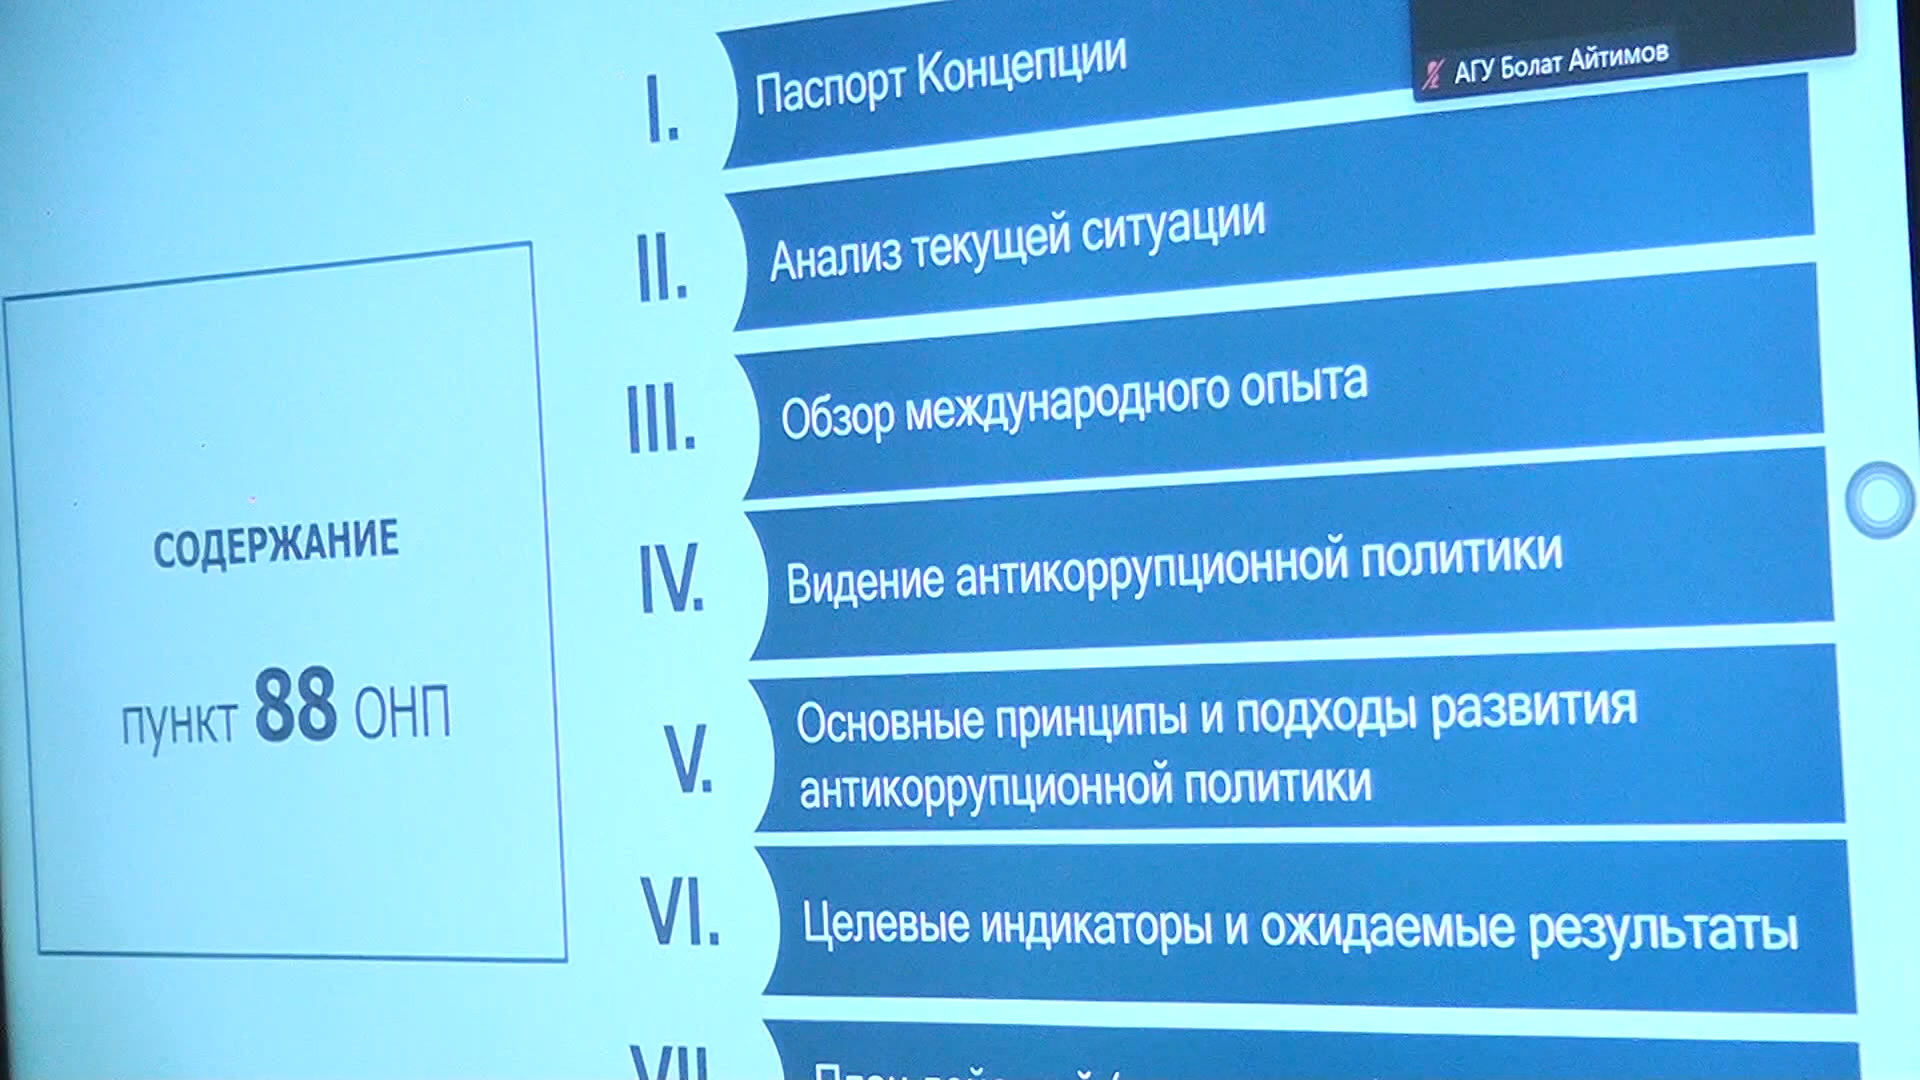 АГУ Болат Айтимов
СОДЕРЖАНИЕ
пункт 88 ОНП
I. Паспорт Концепции
II. Анализ текущей ситуации
III. Обзор международного опыта
IV. Видение антикоррупционной политики
V. Основные принципы и подходы развития
антикоррупционной политики
VI. Целевые индикаторы и ожидаемые результаты
VII.